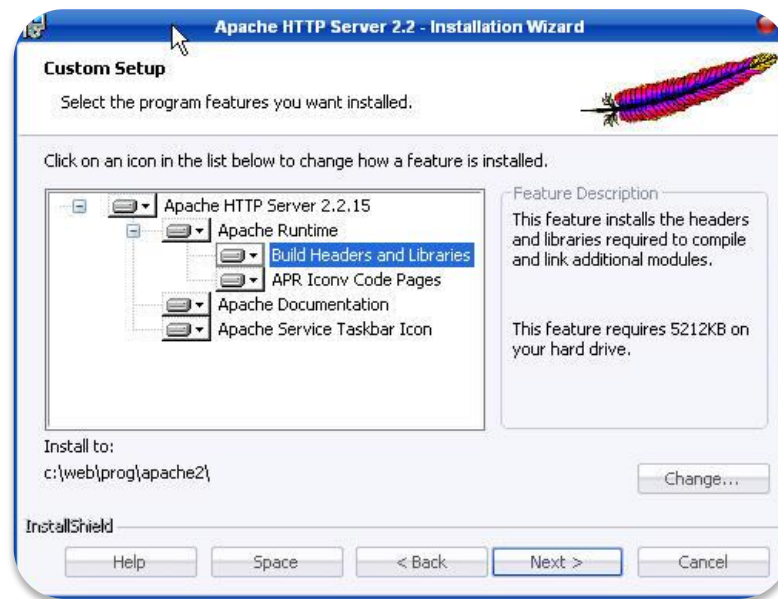 Apache HTTP Server 2.2 - Installation Wizard
Custom Setup
Select the program features you want installed.
Click on an icon in the list below to change how a feature is installed.
Apache HTTP Server 2.2.15
Apache Runtime
Build Headers and Libraries
APR Iconv Code Pages
Apache Documentation
Apache Service Taskbar Icon
Feature Description
This feature installs the headers
and libraries required to compile
and link additional modules.
This feature requires 5212KB on
your hard drive.
Install to:
c:\web\prog\apache2\
Change...
InstallShield
Help
Space
< Back
Next >
Cancel